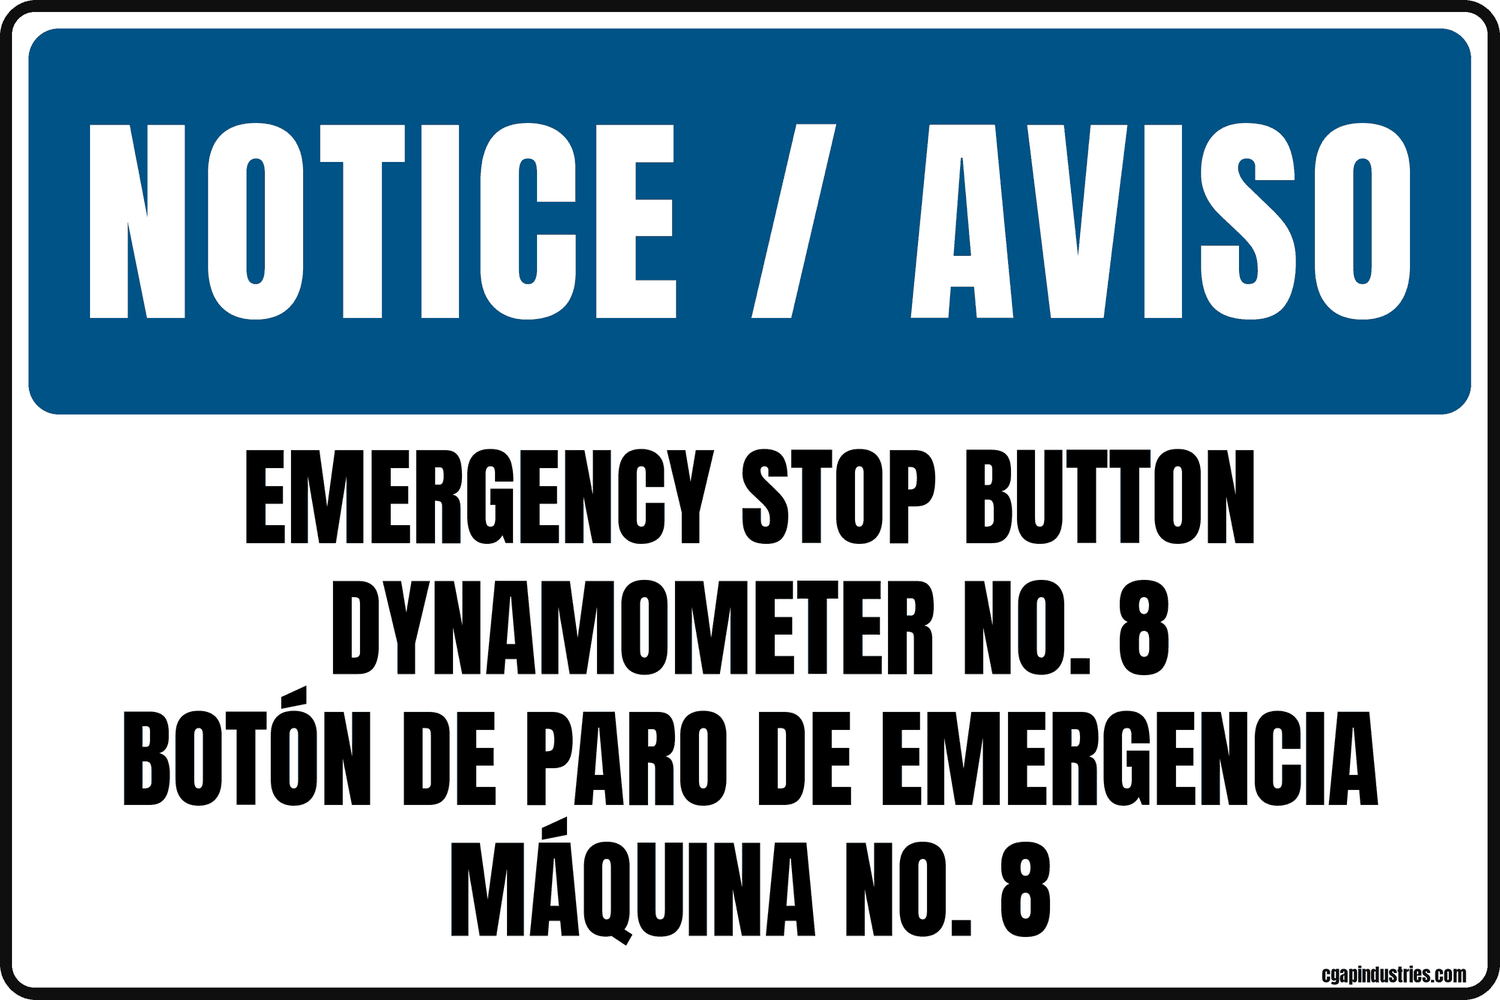 NOTICE / AVISO
EMERGENCY STOP BUTTON
DYNAMOMETER NO. 8
BOTÓN DE PARO DE EMERGENCIA
MÁQUINA NO. 8
cgapindustries.com